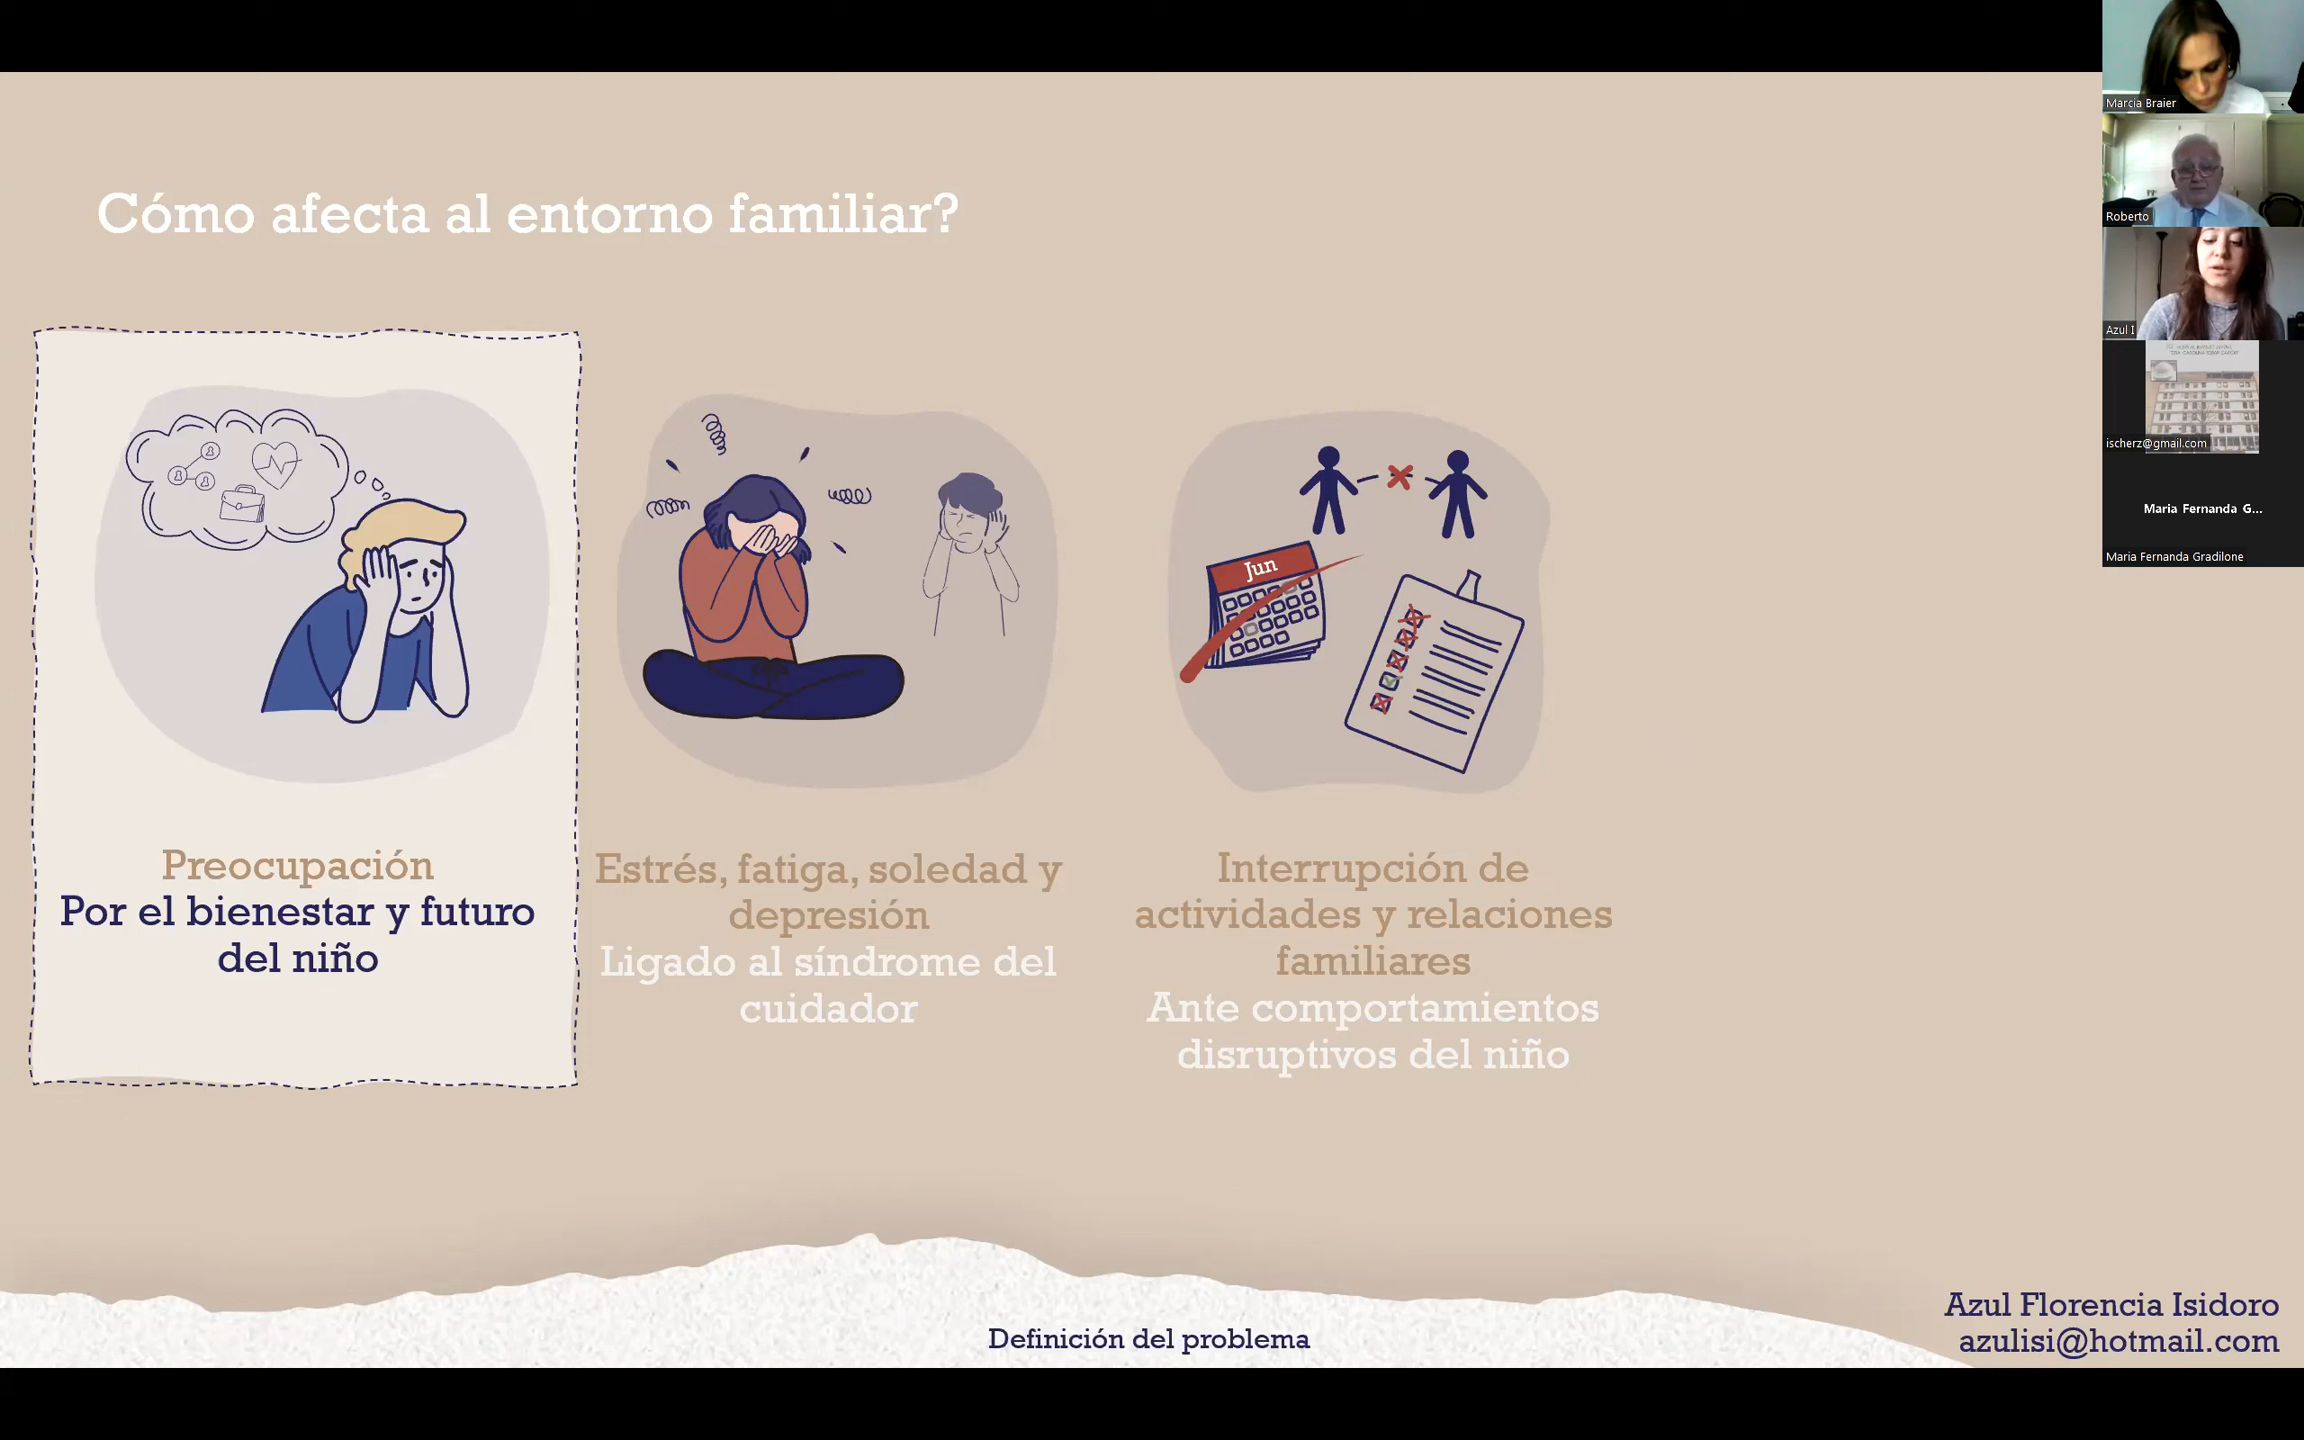 Cómo afecta al entorno familiar?
Preocupación
Por el bienestar y futuro
del niño
Estrés, fatiga, soledad y
depresión
Ligado al síndrome del
cuidador
Jun
Interrupción de
actividades y relaciones
familiares
Ante comportamientos
disruptivos del niño
Definición del problema
Azul Florencia Isidoro
azulisi@hotmail.com
Marcia Braier
Roberto
Azul I
ischerz@gmail.com
Maria Fernanda G...
Maria Fernanda Gradilone